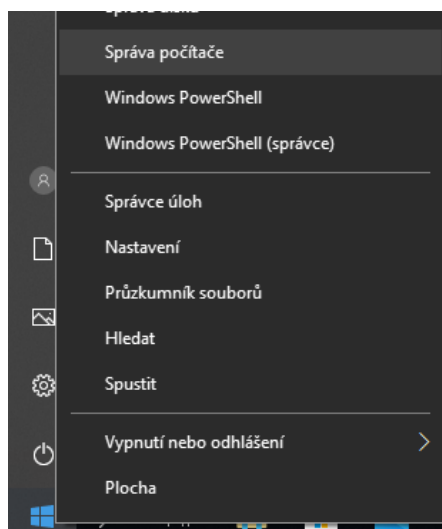 Správa počítače
Windows PowerShell
Windows PowerShell (správce)
Správce úloh
Nastavení
Průzkumník souborů
Hledat
Spustit
Vypnutí nebo odhlášení
Plocha